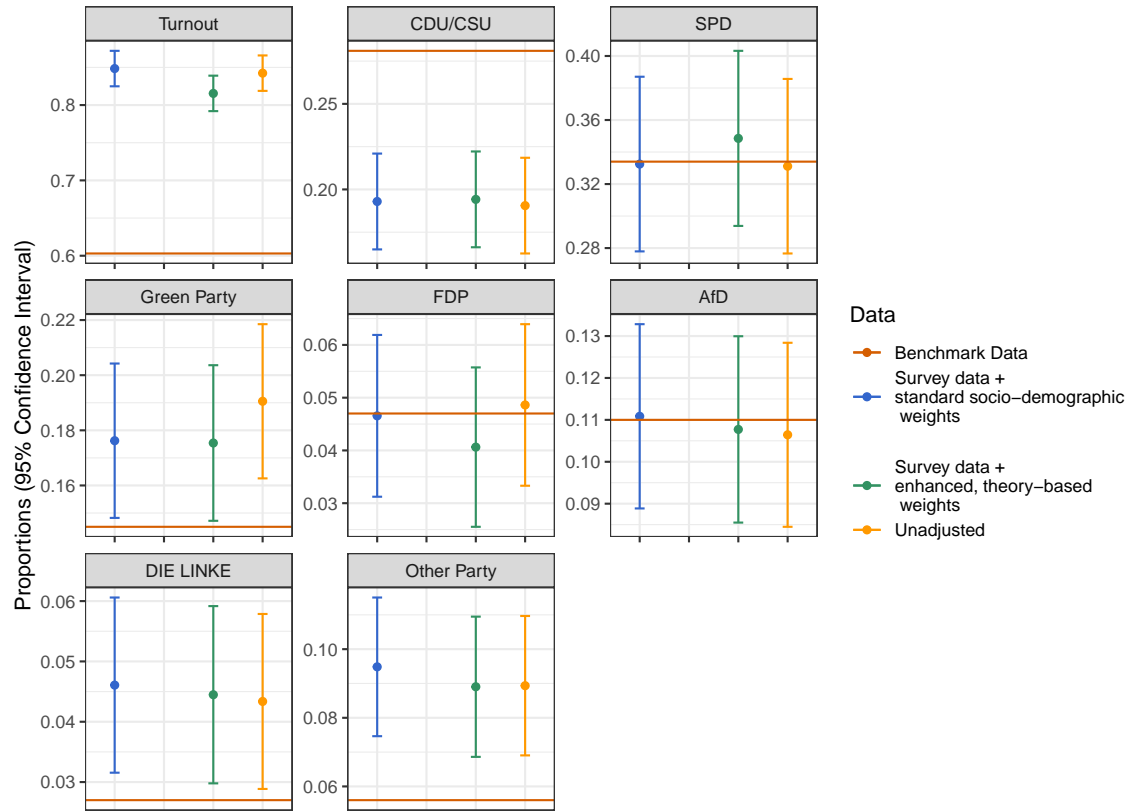 Turnout
CDU/CSU
SPD
0.8
0.7
0.6
0.25
0.20
0.40
0.36
0.32
0.28
Proportions (95% Confidence Interval)
Green Party
FDP
AfD
0.22
0.20
0.18
0.16
0.06
0.05
0.04
0.03
0.13
0.12
0.11
0.10
0.09
DIE LINKE
Other Party
0.06
0.05
0.04
0.03
0.10
0.08
0.06
Data
Benchmark Data
Survey data +
standard socio−demographic
weights
Survey data +
enhanced, theory−based
weights
Unadjusted